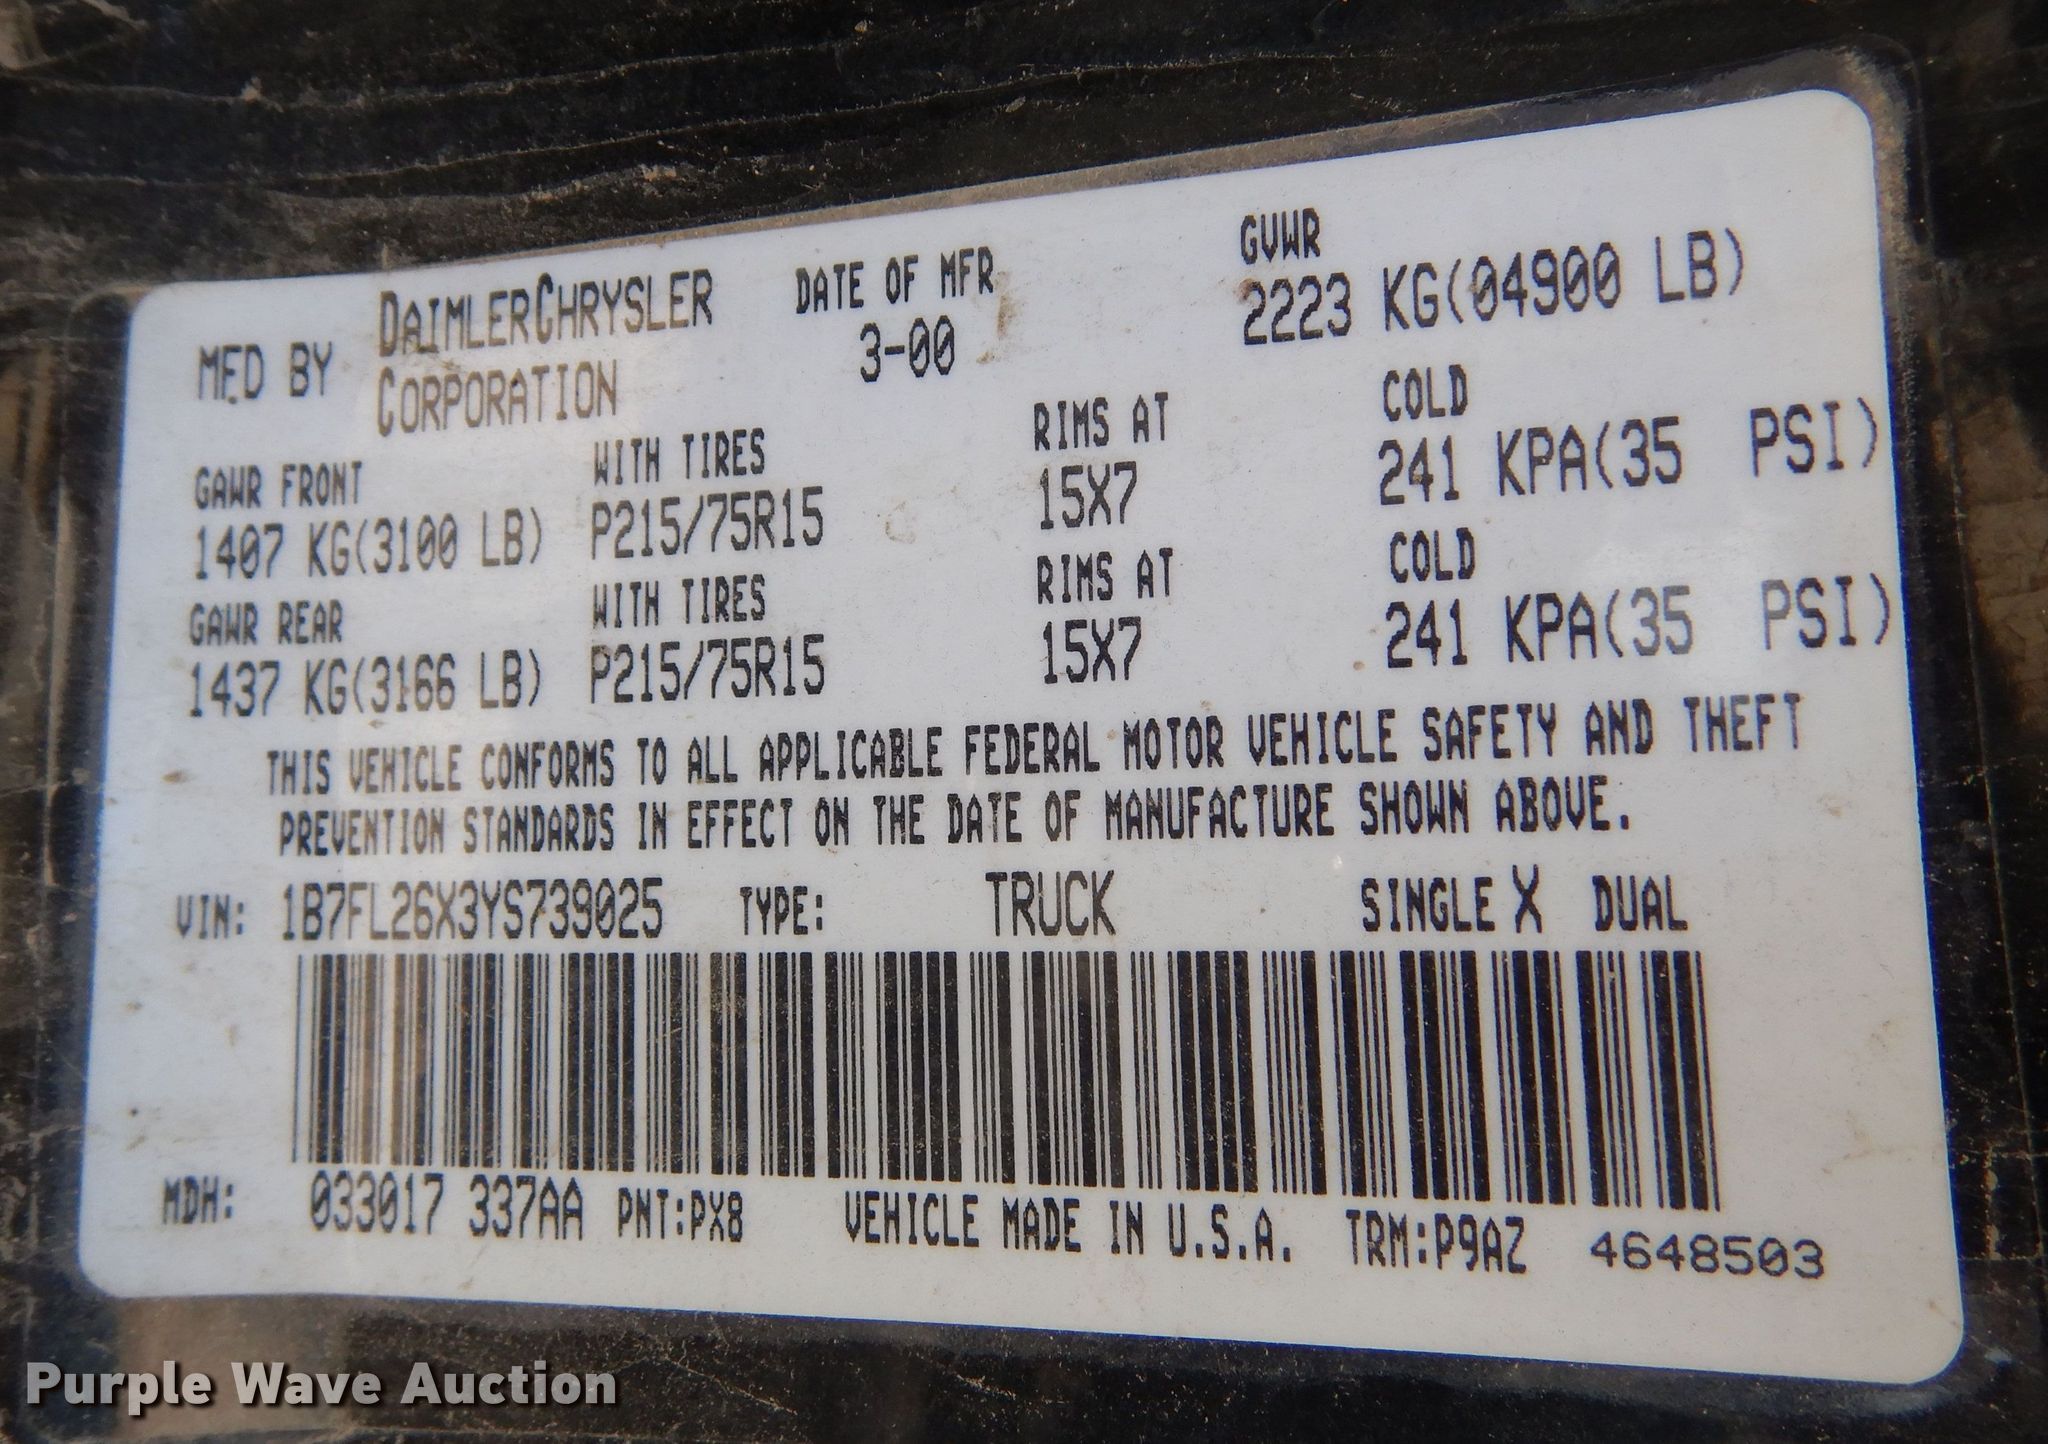 MFD BY DAIMLERCHRYSLER CORPORATION
DATE OF MFR 3-00
GVWR 2223 KG(04900 LB)
GAWR FRONT WITH TIRES RIMS AT COLD
1407 KG(3100 LB) P215/75R15 15X7 241 KPA(35 PSI)
GAWR REAR WITH TIRES RIMS AT COLD
1437 KG(3166 LB) P215/75R15 15X7 241 KPA(35 PSI)
THIS VEHICLE CONFORMS TO ALL APPLICABLE FEDERAL MOTOR VEHICLE SAFETY AND THEFT
PREVENTION STANDARDS IN EFFECT ON THE DATE OF MANUFACTURE SHOWN ABOVE.
VIN: 1B7FL26X3YS739025 TYPE: TRUCK SINGLE X DUAL
MDH: 033017 337AA PNT:PX8 VEHICLE MADE IN U.S.A. TRM:P9AZ 4648503
Purple Wave Auction